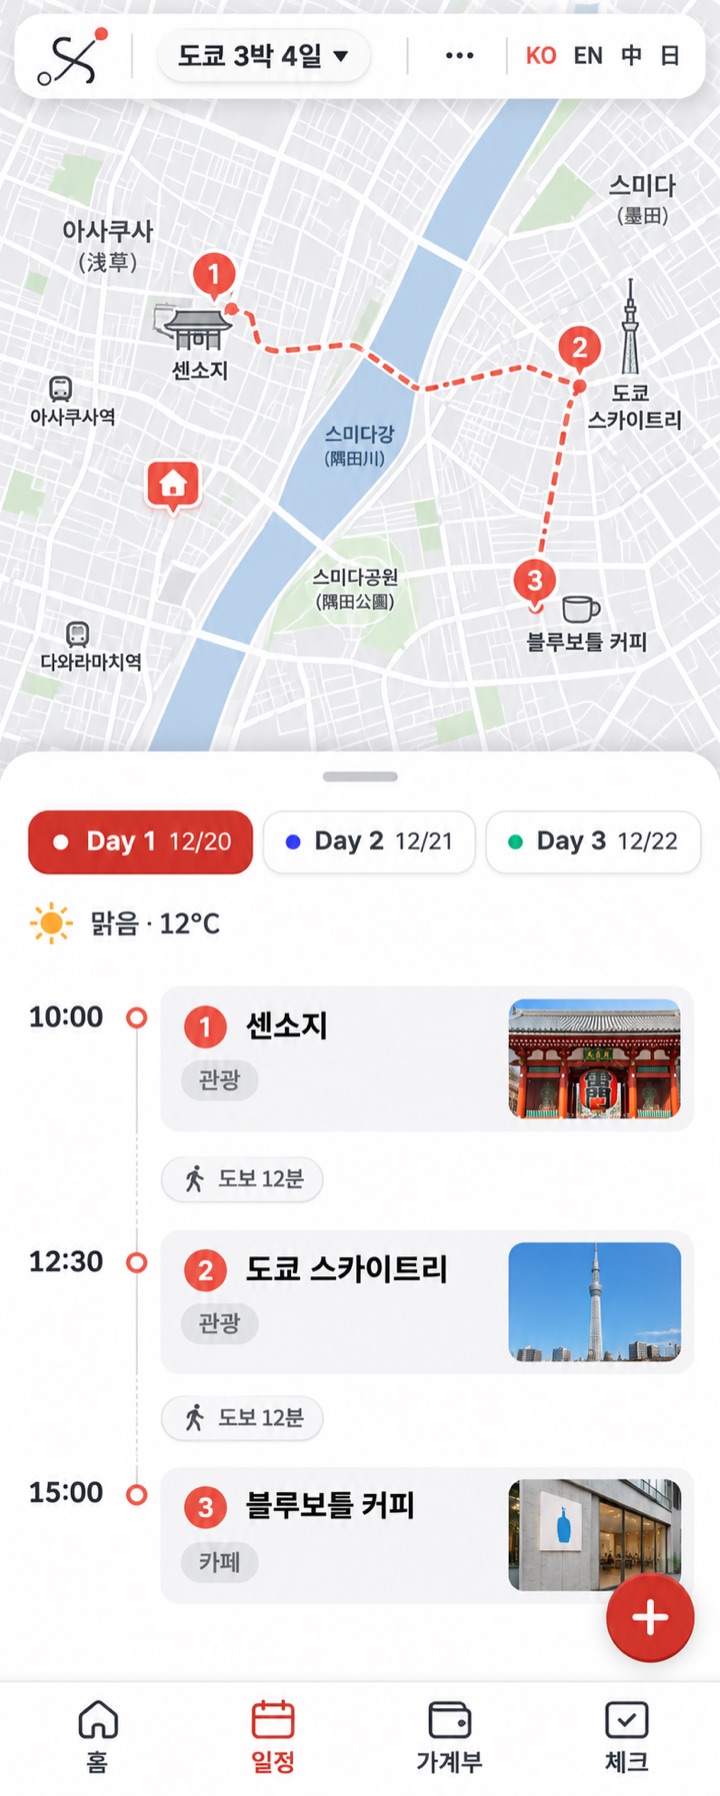 도쿄 3박 4일 ▼
•••
KO EN 中 日
스미다
(墨田)
아사쿠사
(浅草)
1
2
센소지
도쿄
스카이트리
아사쿠사역
스미다강
(隅田川)
3
스미다공원
(隅田公園)
블루보틀 커피
다와라마치역
Day 1 12/20
Day 2 12/21
Day 3 12/22
맑음 · 12°C
10:00
1 센소지
관광
雷門
도보 12분
12:30
2 도쿄 스카이트리
관광
도보 12분
15:00
3 블루보틀 커피
카페
홈
일정
가계부
체크